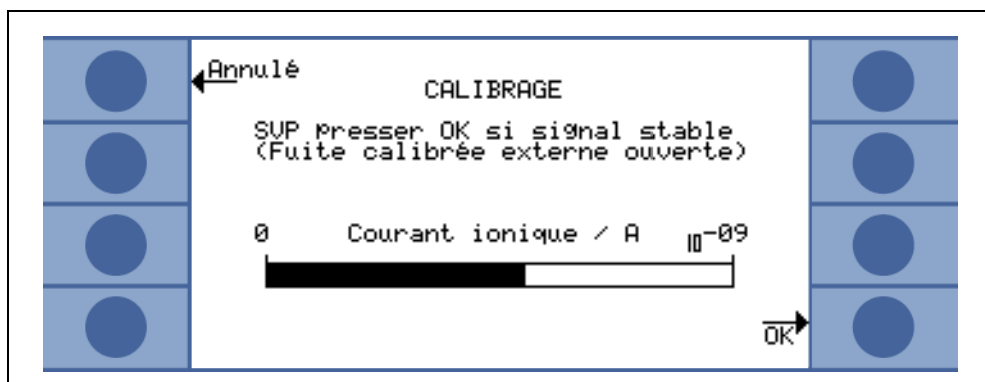 Annulé
CALIBRAGE
SVP presser OK si signal stable
(Fuite calibrée externe ouverte)
0 Courant ionique / A 10-09
OK